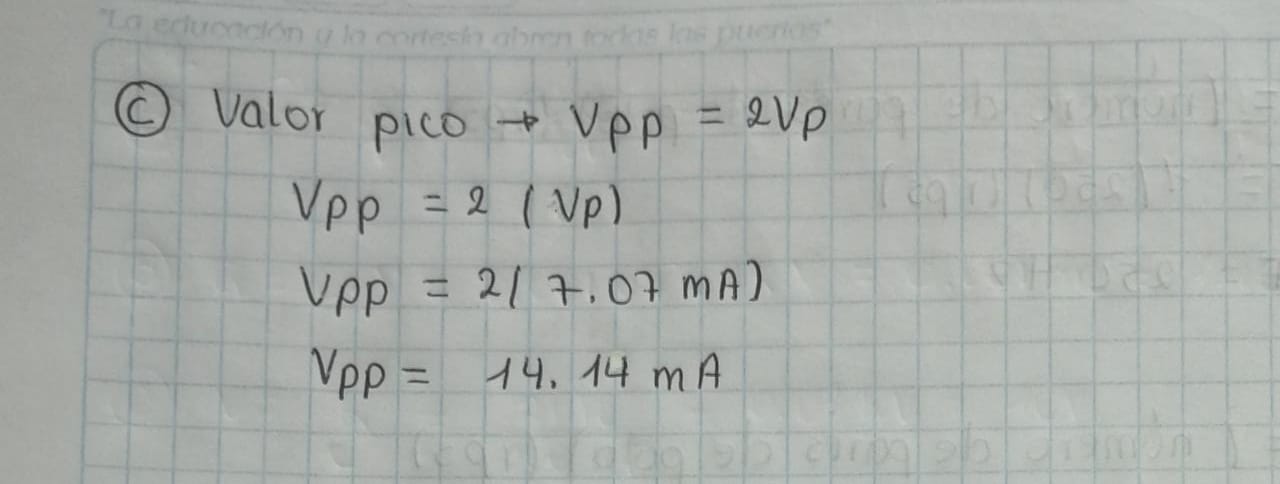 "La educación y la cortesía abren todas las puertas"
Ⓒ Valor pico → Vpp = 2Vp
Vpp = 2 (Vp)
Vpp = 2( 7.07 mA)
Vpp = 14.14 mA